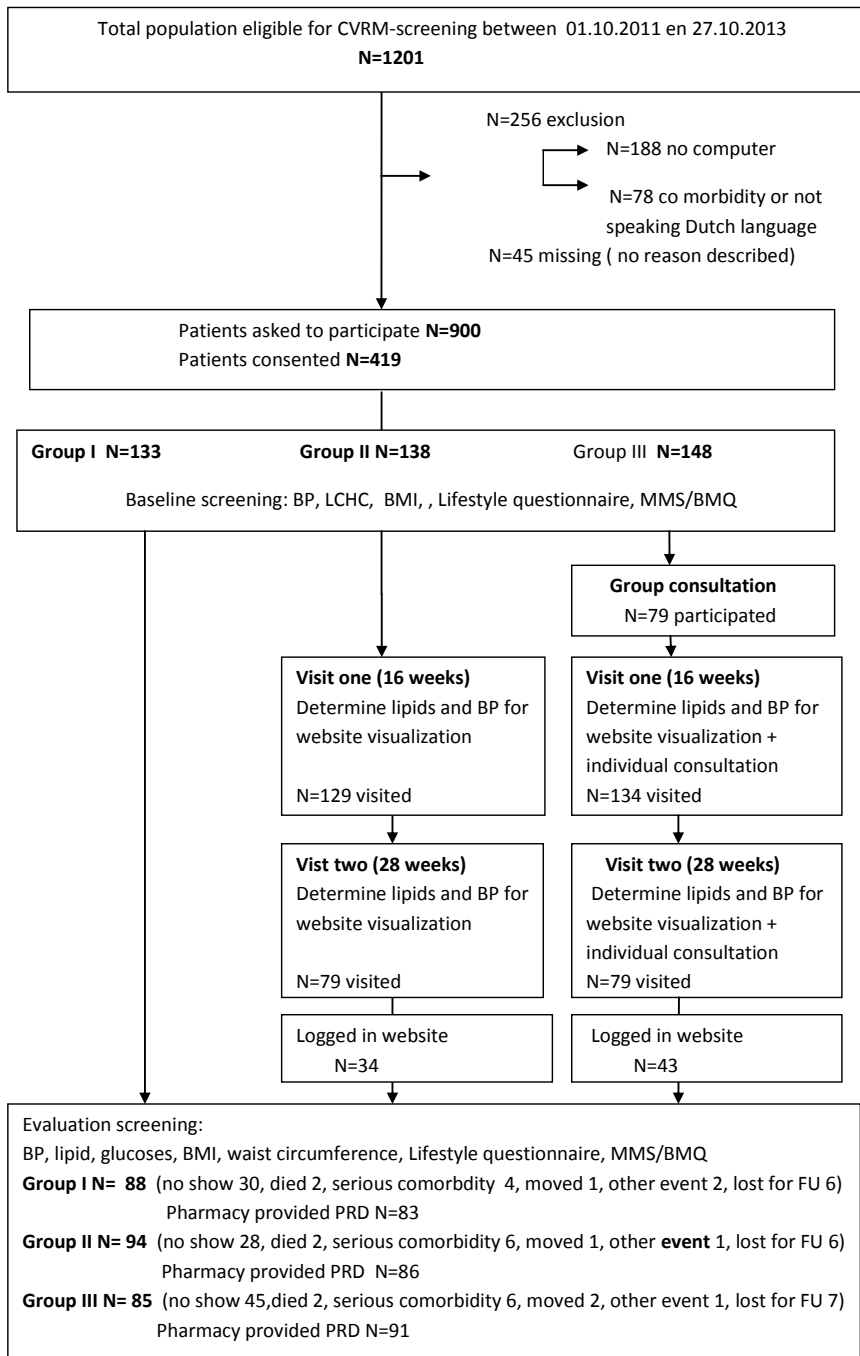 Total population eligible for CVRM-screening between 01.10.2011 en 27.10.2013
N=1201
N=256 exclusion
N=188 no computer
N=78 co morbidity or not
speaking Dutch language
N=45 missing ( no reason described)
Patients asked to participate N=900
Patients consented N=419
Group I N=133 Group II N=138 Group III N=148
Baseline screening: BP, LCHC, BMI, , Lifestyle questionnaire, MMS/BMQ
Group consultation
N=79 participated
Visit one (16 weeks)
Determine lipids and BP for
website visualization
N=129 visited
Visit one (16 weeks)
Determine lipids and BP for
website visualization +
individual consultation
N=134 visited
Vist two (28 weeks)
Determine lipids and BP for
website visualization
N=79 visited
Visit two (28 weeks)
Determine lipids and BP for
website visualization +
individual consultation
N=79 visited
Logged in website
N=34
Logged in website
N=43
Evaluation screening:
BP, lipid, glucoses, BMI, waist circumference, Lifestyle questionnaire, MMS/BMQ
Group I N= 88 (no show 30, died 2, serious comorbdity 4, moved 1, other event 2, lost for FU 6)
Pharmacy provided PRD N=83
Group II N= 94 (no show 28, died 2, serious comorbidity 6, moved 1, other event 1, lost for FU 6)
Pharmacy provided PRD N=86
Group III N= 85 (no show 45,died 2, serious comorbidity 6, moved 2, other event 1, lost for FU 7)
Pharmacy provided PRD N=91